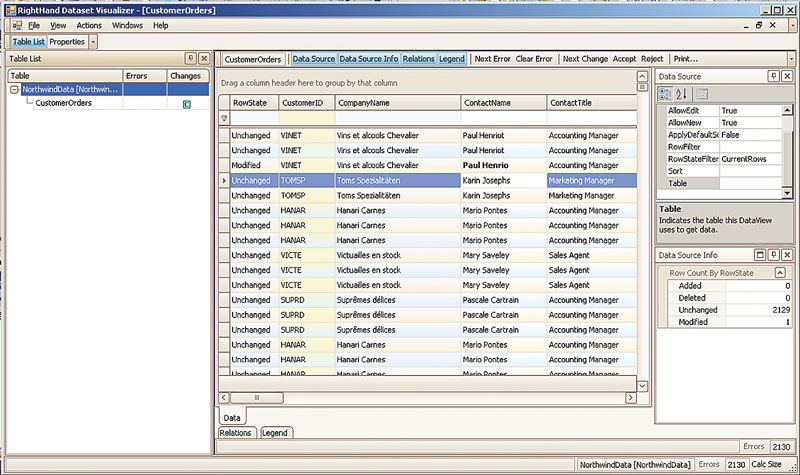 RightHand Dataset Visualizer - [CustomerOrders]
File View Actions Windows Help
Table List Properties
Table List
Table Errors Changes
NorthwindData [Northwin...
CustomerOrders C
CustomerOrders Data Source Data Source Info Relations Legend Next Error Clear Error Next Change Accept Reject Print...
Drag a column header here to group by that column
RowState CustomerID CompanyName ContactName ContactTitle
Unchanged VINET Vins et alcools Chevalier Paul Henriot Accounting Manager
Unchanged VINET Vins et alcools Chevalier Paul Henriot Accounting Manager
Modified VINET Vins et alcools Chevalier Paul Henrio Accounting Manager
Unchanged TOMSP Toms Spezialitäten Karin Josephs Marketing Manager
Unchanged TOMSP Toms Spezialitäten Karin Josephs Marketing Manager
Unchanged HANAR Hanari Carnes Mario Pontes Accounting Manager
Unchanged HANAR Hanari Carnes Mario Pontes Accounting Manager
Unchanged HANAR Hanari Carnes Mario Pontes Accounting Manager
Unchanged VICTE Victuailles en stock Mary Saveley Sales Agent
Unchanged VICTE Victuailles en stock Mary Saveley Sales Agent
Unchanged VICTE Victuailles en stock Mary Saveley Sales Agent
Unchanged SUPRD Suprêmes délices Pascale Cartrain Accounting Manager
Unchanged SUPRD Suprêmes délices Pascale Cartrain Accounting Manager
Unchanged SUPRD Suprêmes délices Pascale Cartrain Accounting Manager
Unchanged HANAR Hanari Carnes Mario Pontes Accounting Manager
Unchanged HANAR Hanari Carnes Mario Pontes Accounting Manager
Unchanged HANAR Hanari Carnes Mario Pontes Accounting Manager
Data
Relations Legend
Data Source
AllowEdit True
AllowNew True
ApplyDefaultSo False
RowFilter
RowStateFilter CurrentRows
Sort
Table
Table
Indicates the table this DataView
uses to get data.
Data Source Info
Row Count By RowState
Added 0
Deleted 0
Unchanged 2129
Modified 1
Errors 2130
NorthwindData [NorthwindData] Errors 2130 Calc Size